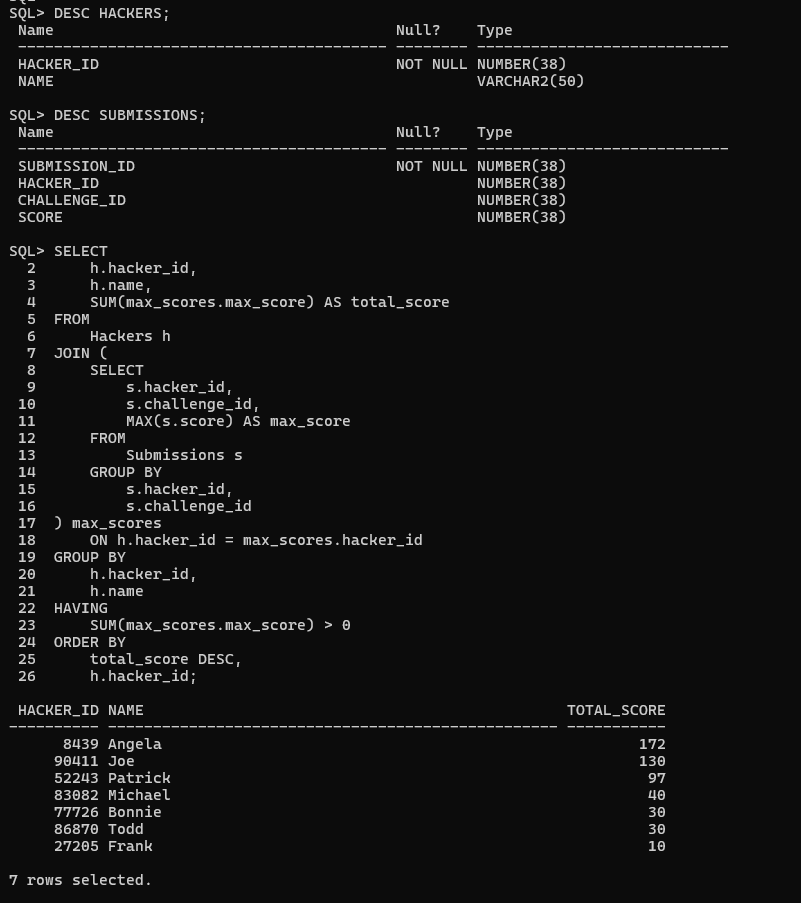 SQL> DESC HACKERS;
 Name                                      Null?    Type
 ----------------------------------------- -------- ----------------------------
 HACKER_ID                                 NOT NULL NUMBER(38)
 NAME                                               VARCHAR2(50)
SQL> DESC SUBMISSIONS;
 Name                                      Null?    Type
 ----------------------------------------- -------- ----------------------------
 SUBMISSION_ID                             NOT NULL NUMBER(38)
 HACKER_ID                                          NUMBER(38)
 CHALLENGE_ID                                       NUMBER(38)
 SCORE                                              NUMBER(38)
SQL> SELECT
  2      h.hacker_id,
  3      h.name,
  4      SUM(max_scores.max_score) AS total_score
  5  FROM
  6      Hackers h
  7  JOIN (
  8      SELECT
  9          s.hacker_id,
 10          s.challenge_id,
 11          MAX(s.score) AS max_score
 12      FROM
 13          Submissions s
 14      GROUP BY
 15          s.hacker_id,
 16          s.challenge_id
 17  ) max_scores
 18      ON h.hacker_id = max_scores.hacker_id
 19  GROUP BY
 20      h.hacker_id,
 21      h.name
 22  HAVING
 23      SUM(max_scores.max_score) > 0
 24  ORDER BY
 25      total_score DESC,
 26      h.hacker_id;
 HACKER_ID NAME                                               TOTAL_SCORE
---------- -------------------------------------------------- -----------
      8439 Angela                                                     172
     90411 Joe                                                        130
     52243 Patrick                                                     97
     83082 Michael                                                     40
     77726 Bonnie                                                      30
     86870 Todd                                                        30
     27205 Frank                                                       10
7 rows selected.